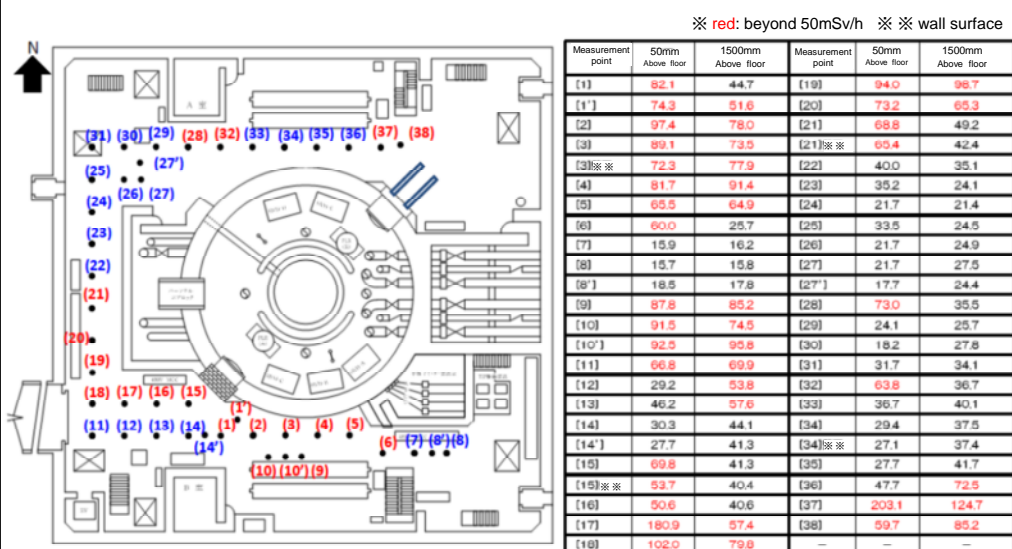 ※ red: beyond 50mSv/h ※ ※ wall surface
N
Measurement point 50mm Above floor 1500mm Above floor Measurement point 50mm Above floor 1500mm Above floor
[1] 82.1 44.7 [19] 94.0 98.7
[1'] 74.3 51.6 [20] 73.2 65.3
[2] 97.4 78.0 [21] 68.8 49.2
[3] 89.1 73.5 [21]※※ 65.4 42.4
[3]※※ 72.3 77.9 [22] 40.0 35.1
[4] 81.7 91.4 [23] 35.2 24.1
[5] 65.5 64.9 [24] 21.7 21.4
[6] 60.0 25.7 [25] 33.5 24.5
[7] 15.9 16.2 [26] 21.7 24.9
[8] 15.7 15.8 [27] 21.7 27.5
[8'] 18.5 17.8 [27'] 17.7 24.4
[9] 87.8 85.2 [28] 73.0 35.5
[10] 91.5 74.5 [29] 24.1 25.7
[10'] 92.5 95.8 [30] 18.2 27.8
[11] 66.8 69.9 [31] 31.7 34.1
[12] 29.2 53.8 [32] 63.8 36.7
[13] 46.2 57.6 [33] 36.7 40.1
[14] 30.3 44.1 [34] 29.4 37.5
[14'] 27.7 41.3 [34]※※ 27.1 37.4
[15] 69.8 41.3 [35] 27.7 41.7
[15]※※ 53.7 40.4 [36] 47.7 72.5
[16] 50.6 40.6 [37] 203.1 124.7
[17] 180.9 57.4 [38] 59.7 85.2
[18] 102.0 79.8 － － －
A 室
(31) (30) (29) (28) (32) (33) (34) (35) (36) (37) (38)
(27')
(25)
(26) (27)
(24)
(23)
(22)
(21)
(20)
(19)
(18) (17) (16) (15)
(1')
(11) (12) (13) (14) (1) (2) (3) (4) (5)
(14')
(6) (7) (8') (8)
(10) (10') (9)
B 室